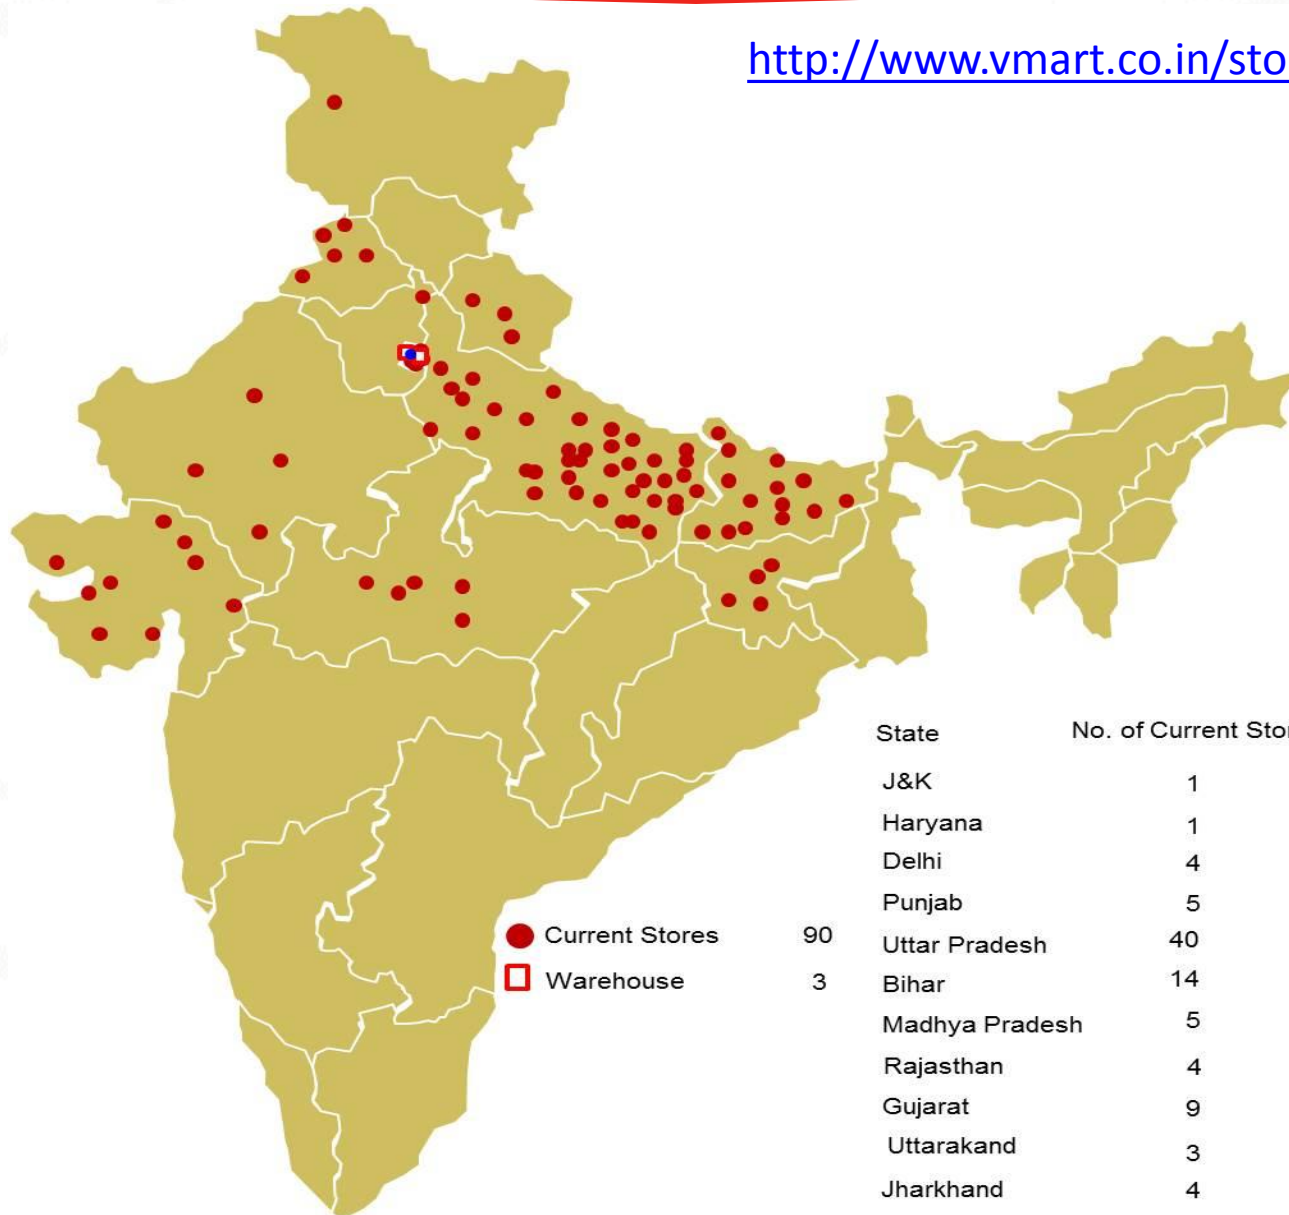 http://www.vmart.co.in/sto
State No. of Current Stor
J&K 1
Haryana 1
Delhi 4
Punjab 5
Uttar Pradesh 40
Bihar 14
Madhya Pradesh 5
Rajasthan 4
Gujarat 9
Uttarakand 3
Jharkhand 4
Current Stores 90
Warehouse 3